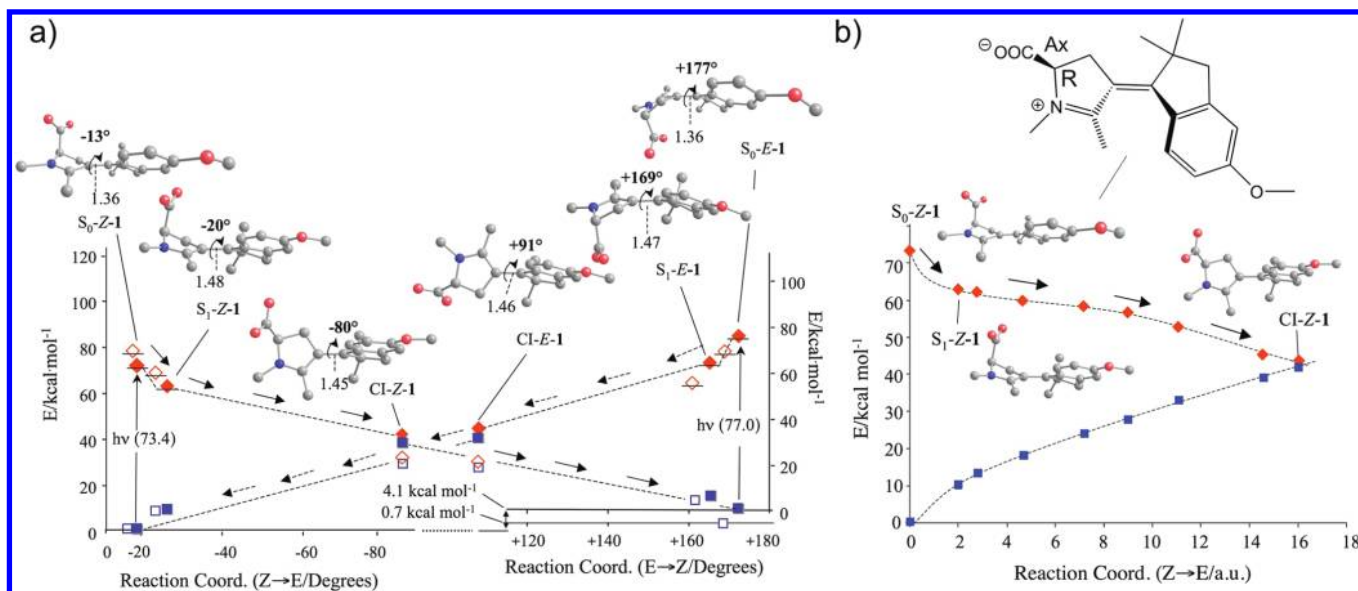 a)
-13°
1.36
S0-Z-1
-20°
1.48
S1-Z-1
-80°
1.45
CI-Z-1
+91°
1.46
CI-E-1
+169°
1.47
S1-E-1
+177°
1.36
S0-E-1
hν (73.4)
hν (77.0)
4.1 kcal mol-1
0.7 kcal mol-1
E/kcal·mol-1
120
100
80
60
40
20
0
E/kcal mol-1
100
80
60
40
20
0
-20 -40 -60 -80 +120 +140 +160 +180
Reaction Coord. (Z→E/Degrees)
Reaction Coord. (E→Z/Degrees)
b)
⊖OOC Ax
R
N
⊕
O
S0-Z-1
S1-Z-1
CI-Z-1
E/kcal mol-1
80
70
60
50
40
30
20
10
0
0 2 4 6 8 10 12 14 16 18
Reaction Coord. (Z→E/a.u.)